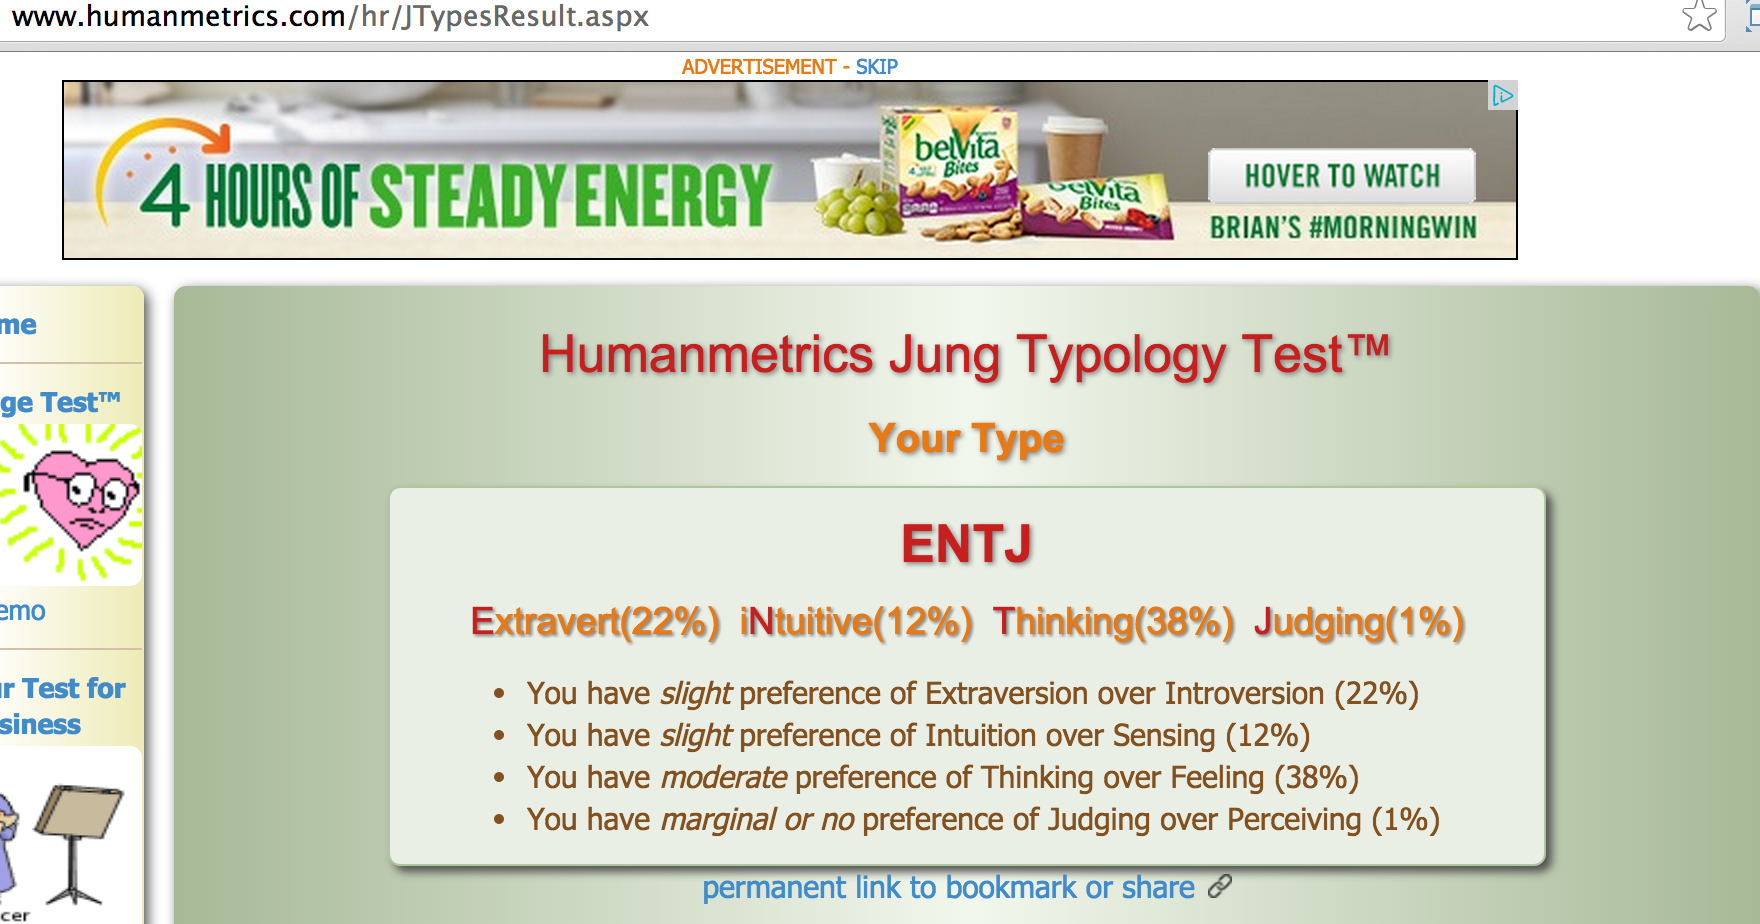 www.humanmetrics.com/hr/JTypesResult.aspx
ADVERTISEMENT - SKIP
4 HOURS OF STEADY ENERGY
belVita
Bites
belVita
Bites
HOVER TO WATCH
BRIAN'S #MORNINGWIN
me
ge Test™
emo
r Test for
siness
cer
Humanmetrics Jung Typology Test™
Your Type
ENTJ
Extravert(22%) iNtuitive(12%) Thinking(38%) Judging(1%)
• You have slight preference of Extraversion over Introversion (22%)
• You have slight preference of Intuition over Sensing (12%)
• You have moderate preference of Thinking over Feeling (38%)
• You have marginal or no preference of Judging over Perceiving (1%)
permanent link to bookmark or share